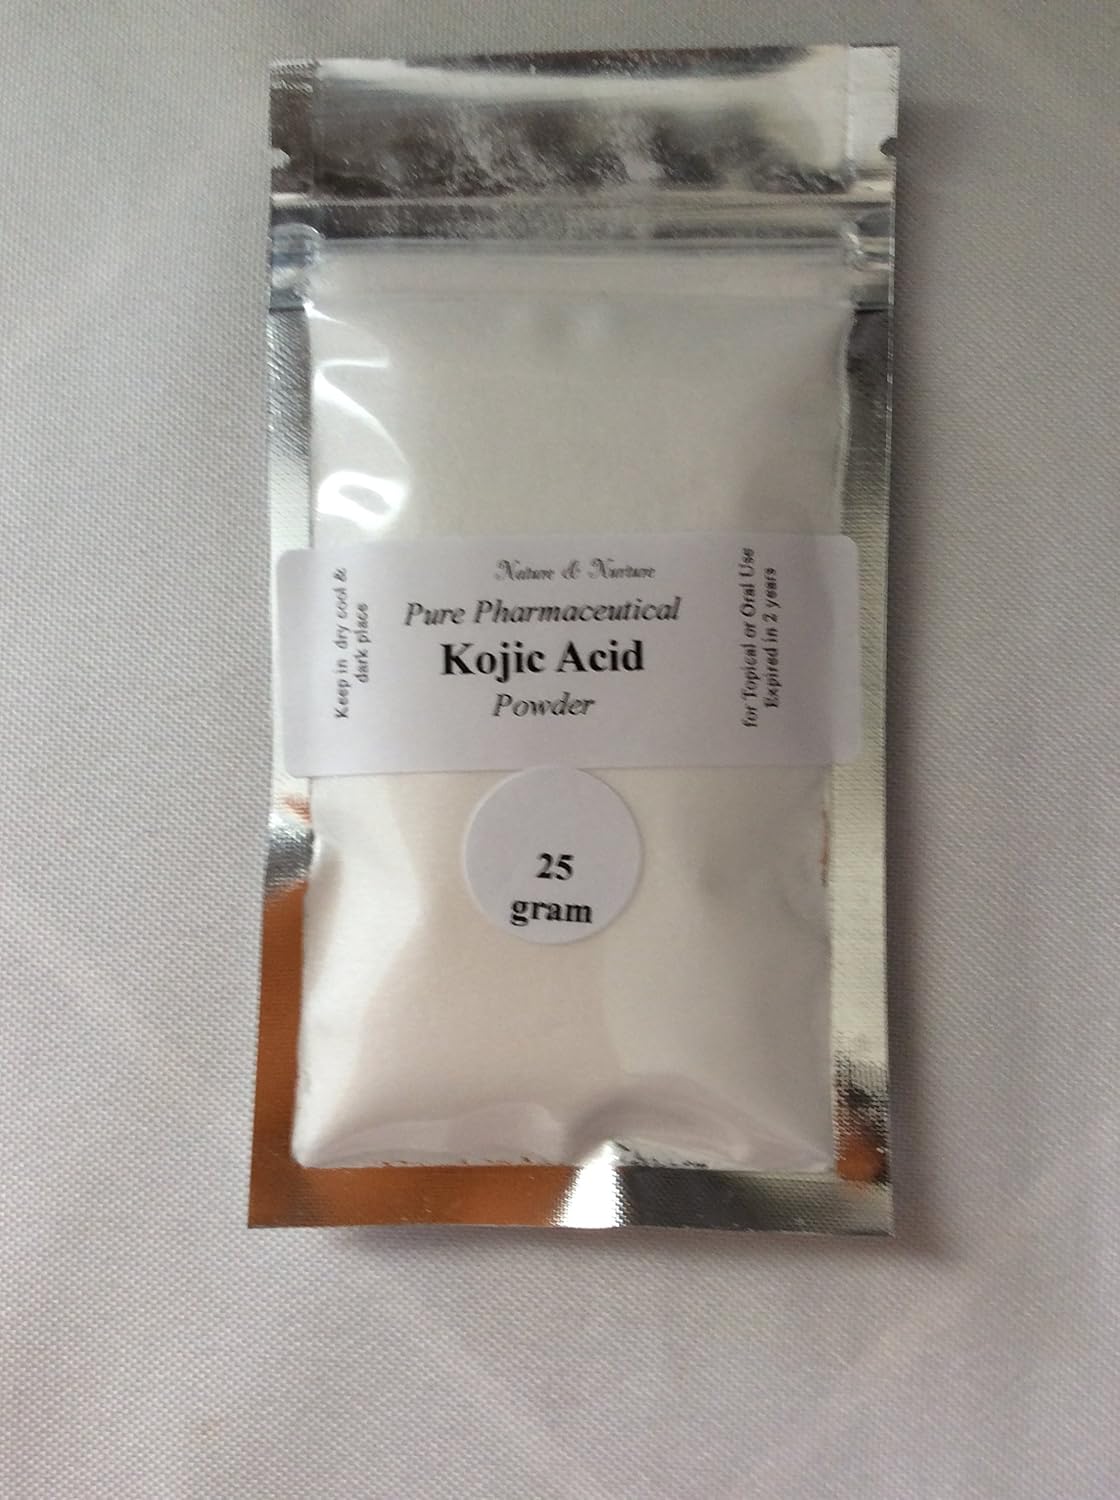 Nature & Nurture
Pure Pharmaceutical
Kojic Acid
Powder
Keep in dry cool &
dark place
for Topical or Oral Use
Expired in 2 years
25
gram